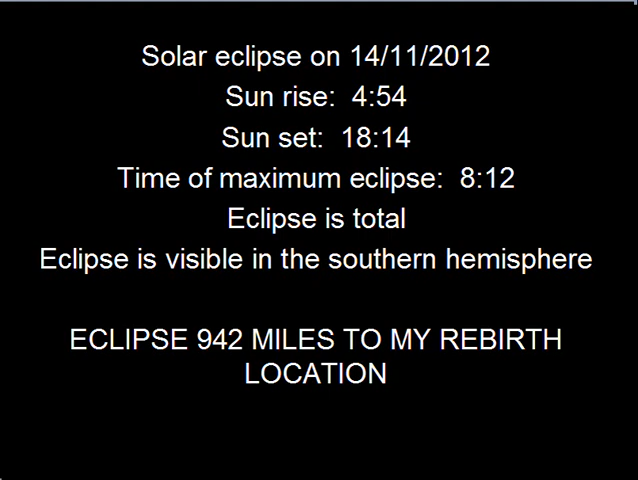 Solar eclipse on 14/11/2012
Sun rise:  4:54
Sun set:  18:14
Time of maximum eclipse:  8:12
Eclipse is total
Eclipse is visible in the southern hemisphere
ECLIPSE 942 MILES TO MY REBIRTH
LOCATION